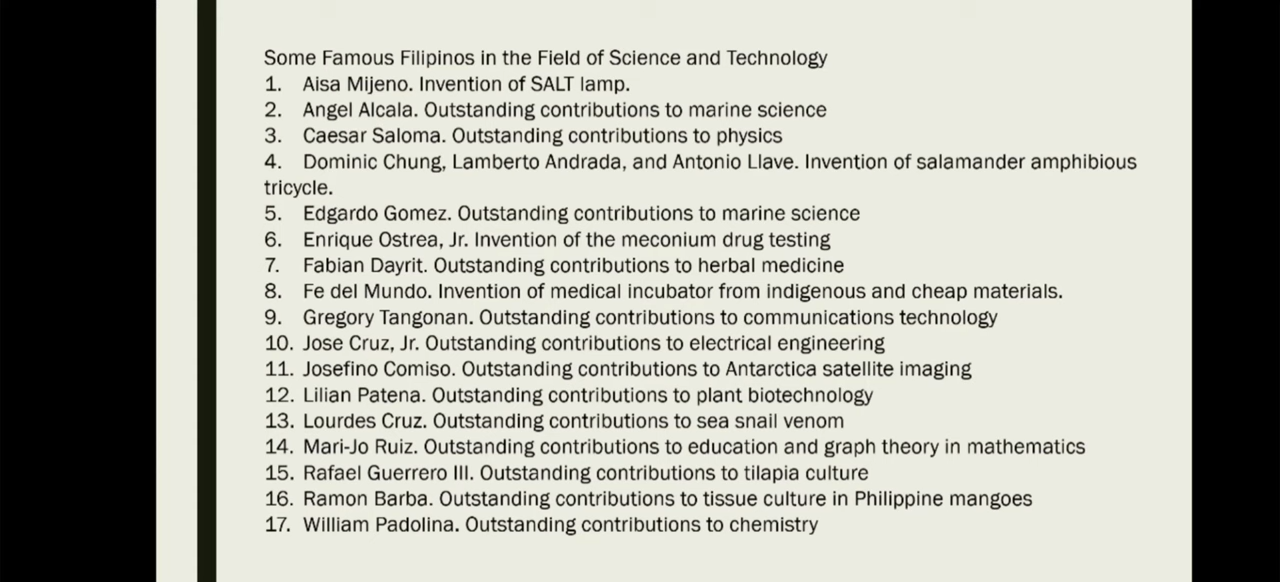 Some Famous Filipinos in the Field of Science and Technology
1. Aisa Mijeno. Invention of SALT lamp.
2. Angel Alcala. Outstanding contributions to marine science
3. Caesar Saloma. Outstanding contributions to physics
4. Dominic Chung, Lamberto Andrada, and Antonio Llave. Invention of salamander amphibious
tricycle.
5. Edgardo Gomez. Outstanding contributions to marine science
6. Enrique Ostrea, Jr. Invention of the meconium drug testing
7. Fabian Dayrit. Outstanding contributions to herbal medicine
8. Fe del Mundo. Invention of medical incubator from indigenous and cheap materials.
9. Gregory Tangonan. Outstanding contributions to communications technology
10. Jose Cruz, Jr. Outstanding contributions to electrical engineering
11. Josefino Comiso. Outstanding contributions to Antarctica satellite imaging
12. Lilian Patena. Outstanding contributions to plant biotechnology
13. Lourdes Cruz. Outstanding contributions to sea snail venom
14. Mari-Jo Ruiz. Outstanding contributions to education and graph theory in mathematics
15. Rafael Guerrero III. Outstanding contributions to tilapia culture
16. Ramon Barba. Outstanding contributions to tissue culture in Philippine mangoes
17. William Padolina. Outstanding contributions to chemistry